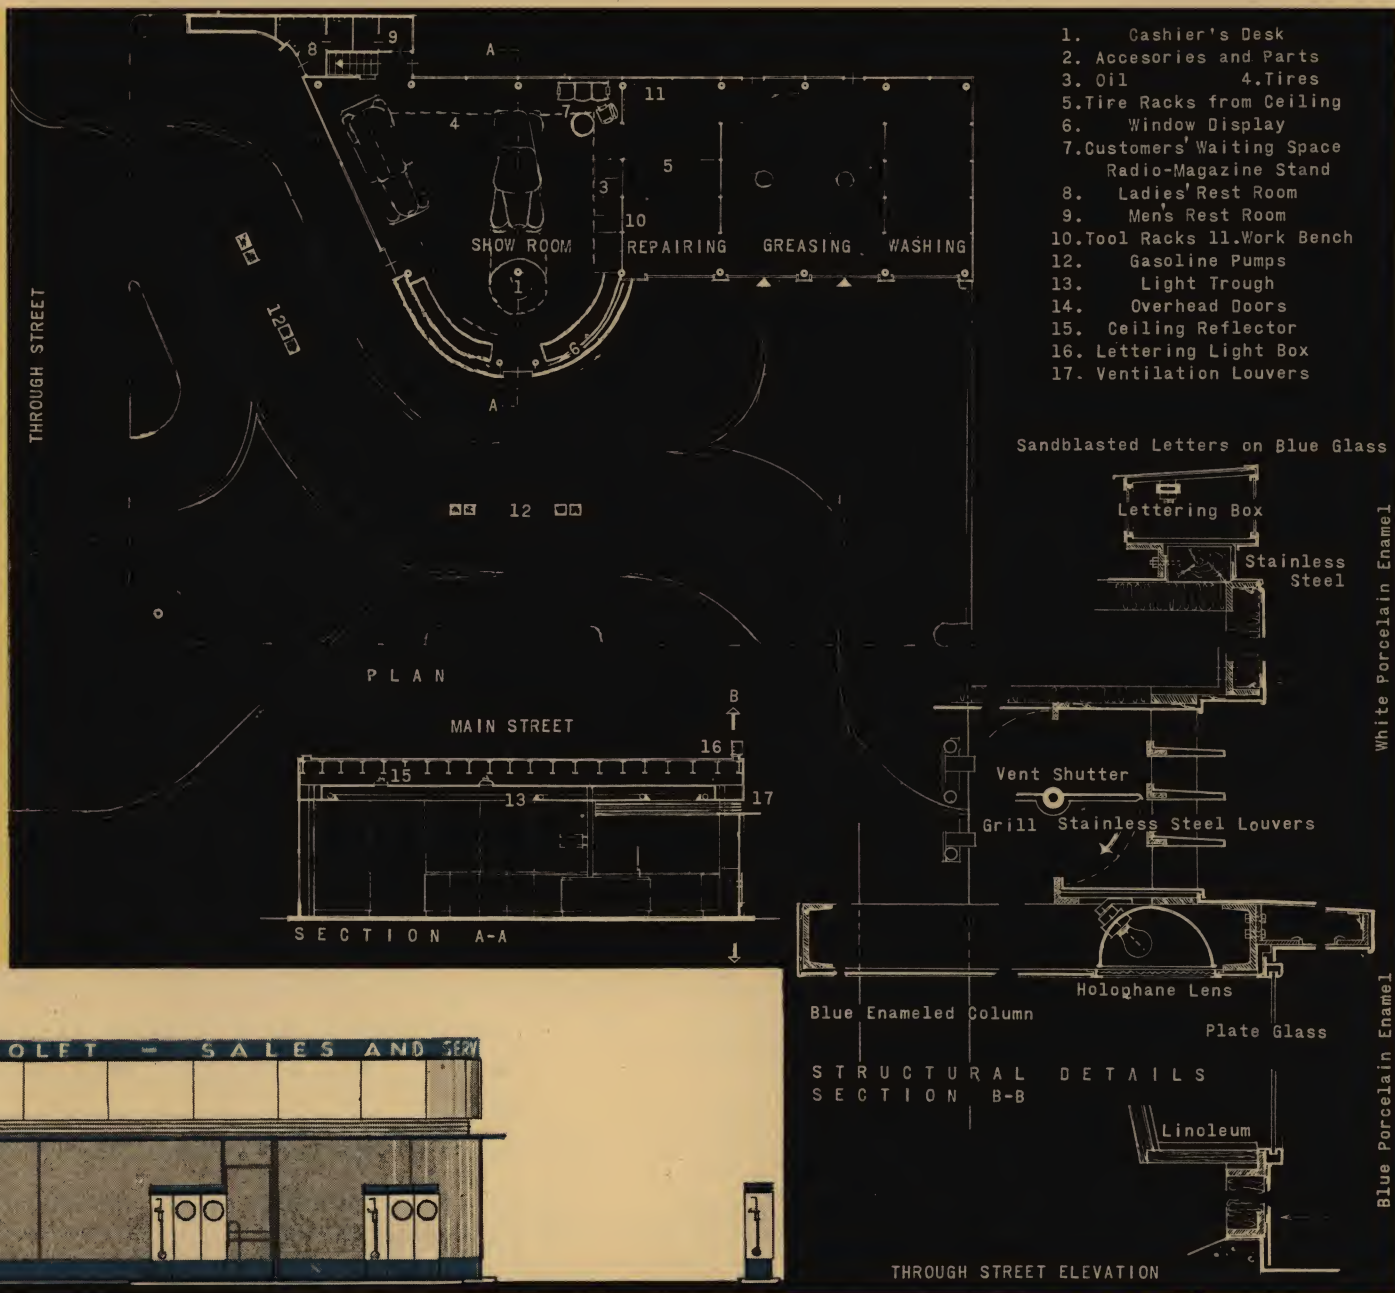 1. Cashier's Desk
2. Accesories and Parts
3. Oil 4.Tires
5.Tire Racks from Ceiling
6. Window Display
7.Customers' Waiting Space
Radio-Magazine Stand
8. Ladies' Rest Room
9. Men's Rest Room
10.Tool Racks 11.Work Bench
12. Gasoline Pumps
13. Light Trough
14. Overhead Doors
15. Ceiling Reflector
16. Lettering Light Box
17. Ventilation Louvers
8
9
A
11
7
4
5
3
10
SHOW ROOM
REPAIRING
GREASING
WASHING
1
6
A
12
12
THROUGH STREET
PLAN
MAIN STREET
B
16
15
13
17
SECTION A-A
Sandblasted Letters on Blue Glass
Lettering Box
Stainless
Steel
White Porcelain Enamel
Vent Shutter
Grill
Stainless Steel Louvers
Holophane Lens
Blue Enameled Column
Plate Glass
STRUCTURAL DETAILS
SECTION B-B
Linoleum
Blue Porcelain Enamel
THROUGH STREET ELEVATION
OLET - SALES AND SERV